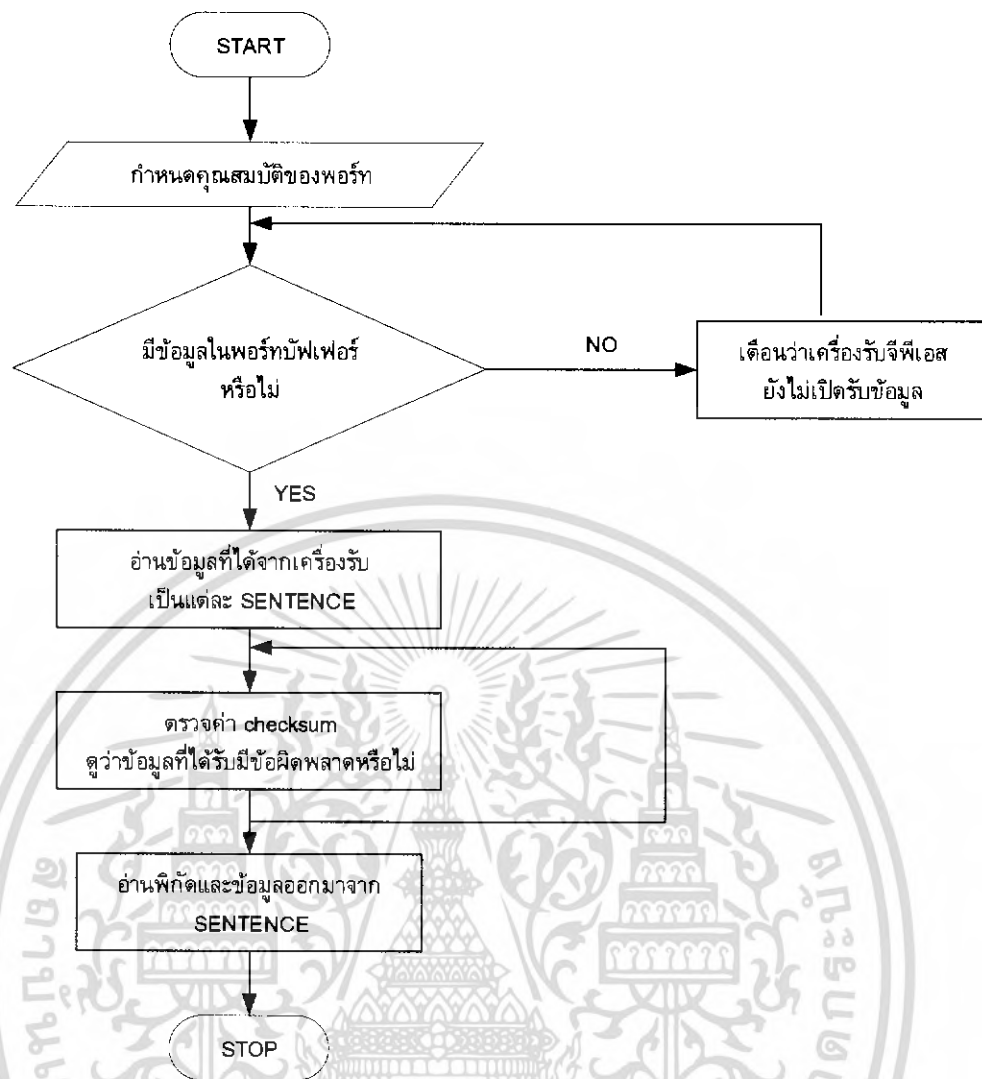 START
กำหนดคุณสมบัติของพอร์ท
มีข้อมูลในพอร์ทบัฟเฟอร์
หรือไม่
NO
เตือนว่าเครื่องรับจีพีเอส
ยังไม่เปิดรับข้อมูล
YES
อ่านข้อมูลที่ได้จากเครื่องรับ
เป็นแต่ละ SENTENCE
ตรวจค่า checksum
ดูว่าข้อมูลที่ได้รับมีข้อผิดพลาดหรือไม่
อ่านพิกัดและข้อมูลออกมาจาก
SENTENCE
STOP